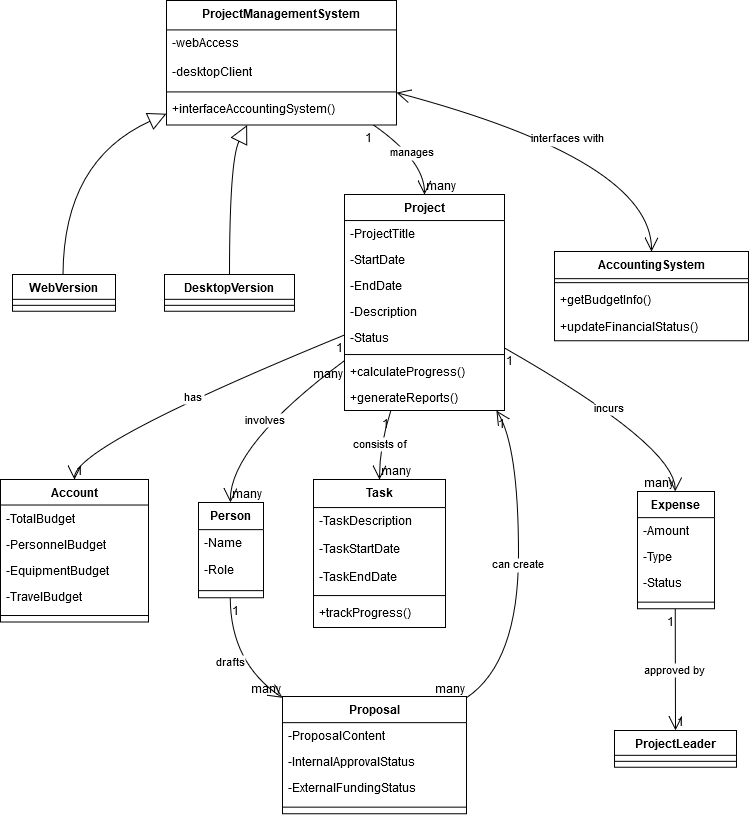 ProjectManagementSystem
-webAccess
-desktopClient
+interfaceAccountingSystem()
1
manages
many
interfaces with
WebVersion
DesktopVersion
Project
-ProjectTitle
-StartDate
-EndDate
-Description
-Status
+calculateProgress()
+generateReports()
AccountingSystem
+getBudgetInfo()
+updateFinancialStatus()
1
has
1
many
involves
many
1
consists of
many
1
can create
many
1
incurs
many
Account
-TotalBudget
-PersonnelBudget
-EquipmentBudget
-TravelBudget
Person
-Name
-Role
Task
-TaskDescription
-TaskStartDate
-TaskEndDate
+trackProgress()
Expense
-Amount
-Type
-Status
1
drafts
many
1
approved by
1
Proposal
-ProposalContent
-InternalApprovalStatus
-ExternalFundingStatus
ProjectLeader